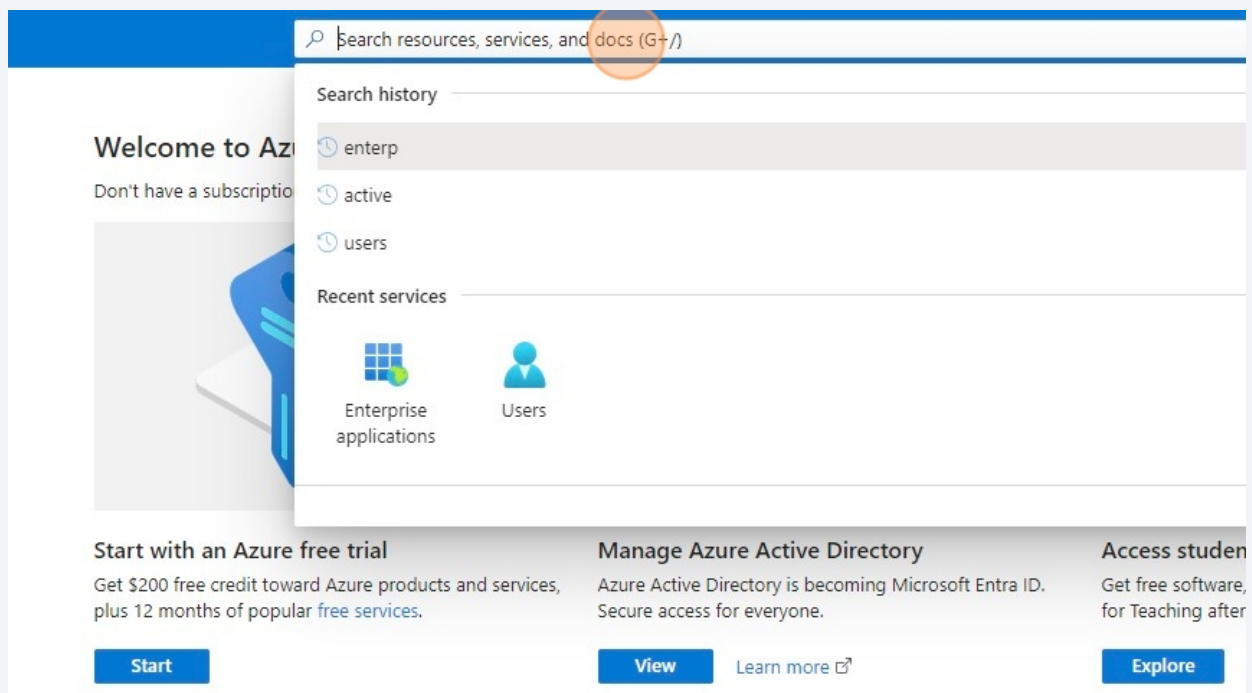 Search resources, services, and docs (G+/)
Search history
enterp
active
users
Recent services
Enterprise
applications
Users
Welcome to Az
Don't have a subscriptio
Start with an Azure free trial
Get $200 free credit toward Azure products and services,
plus 12 months of popular free services.
Start
Manage Azure Active Directory
Azure Active Directory is becoming Microsoft Entra ID.
Secure access for everyone.
View
Learn more
Access studen
Get free software,
for Teaching after
Explore